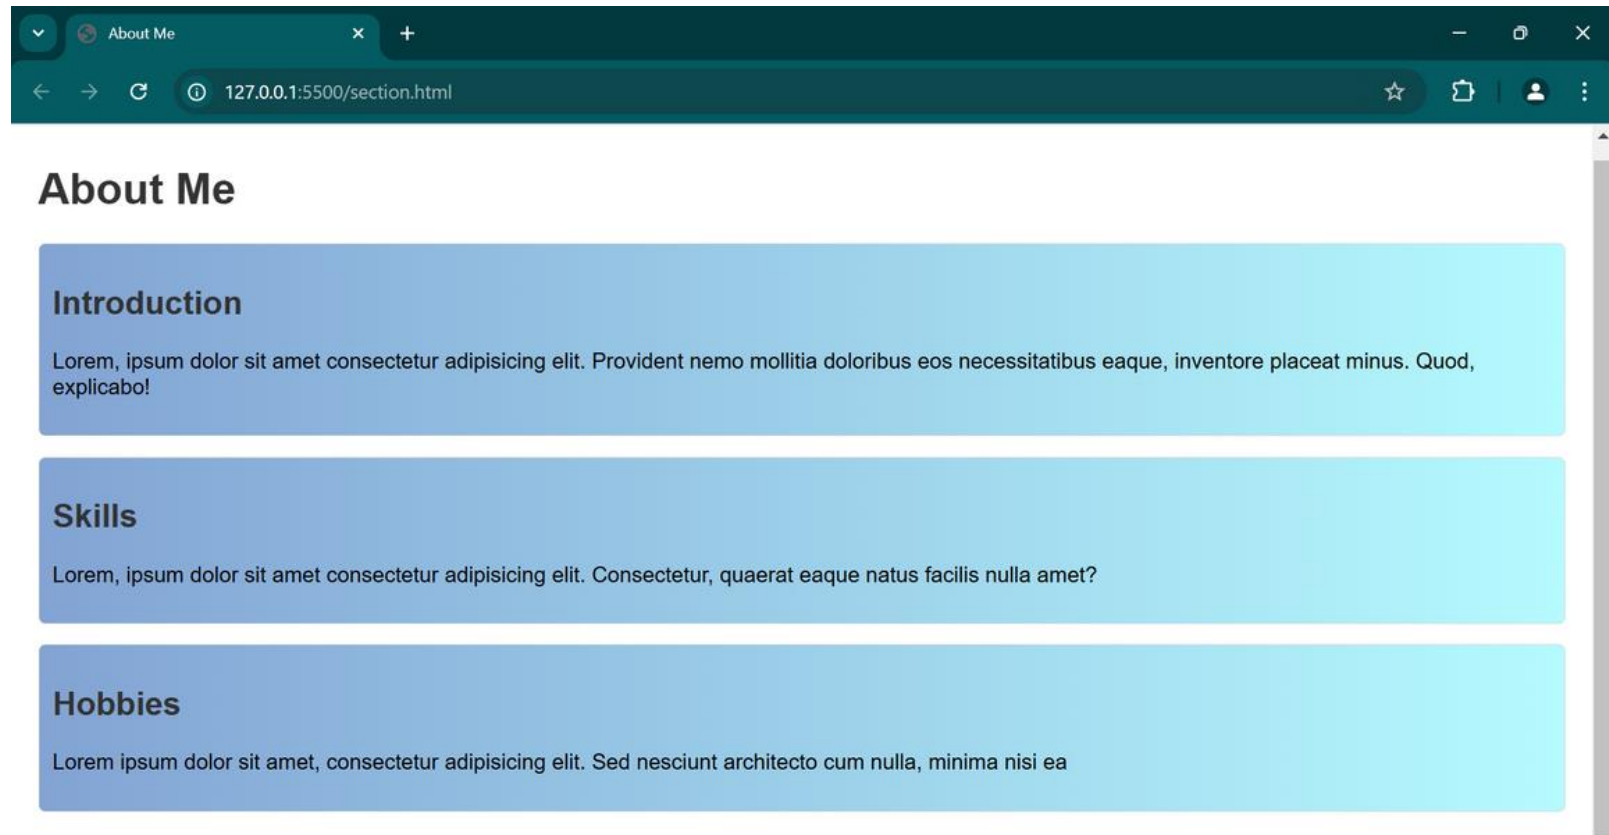 About Me
127.0.0.1:5500/section.html
About Me
Introduction
Lorem, ipsum dolor sit amet consectetur adipisicing elit. Provident nemo mollitia doloribus eos necessitatibus eaque, inventore placeat minus. Quod,
explicabo!
Skills
Lorem, ipsum dolor sit amet consectetur adipisicing elit. Consectetur, quaerat eaque natus facilis nulla amet?
Hobbies
Lorem ipsum dolor sit amet, consectetur adipisicing elit. Sed nesciunt architecto cum nulla, minima nisi ea